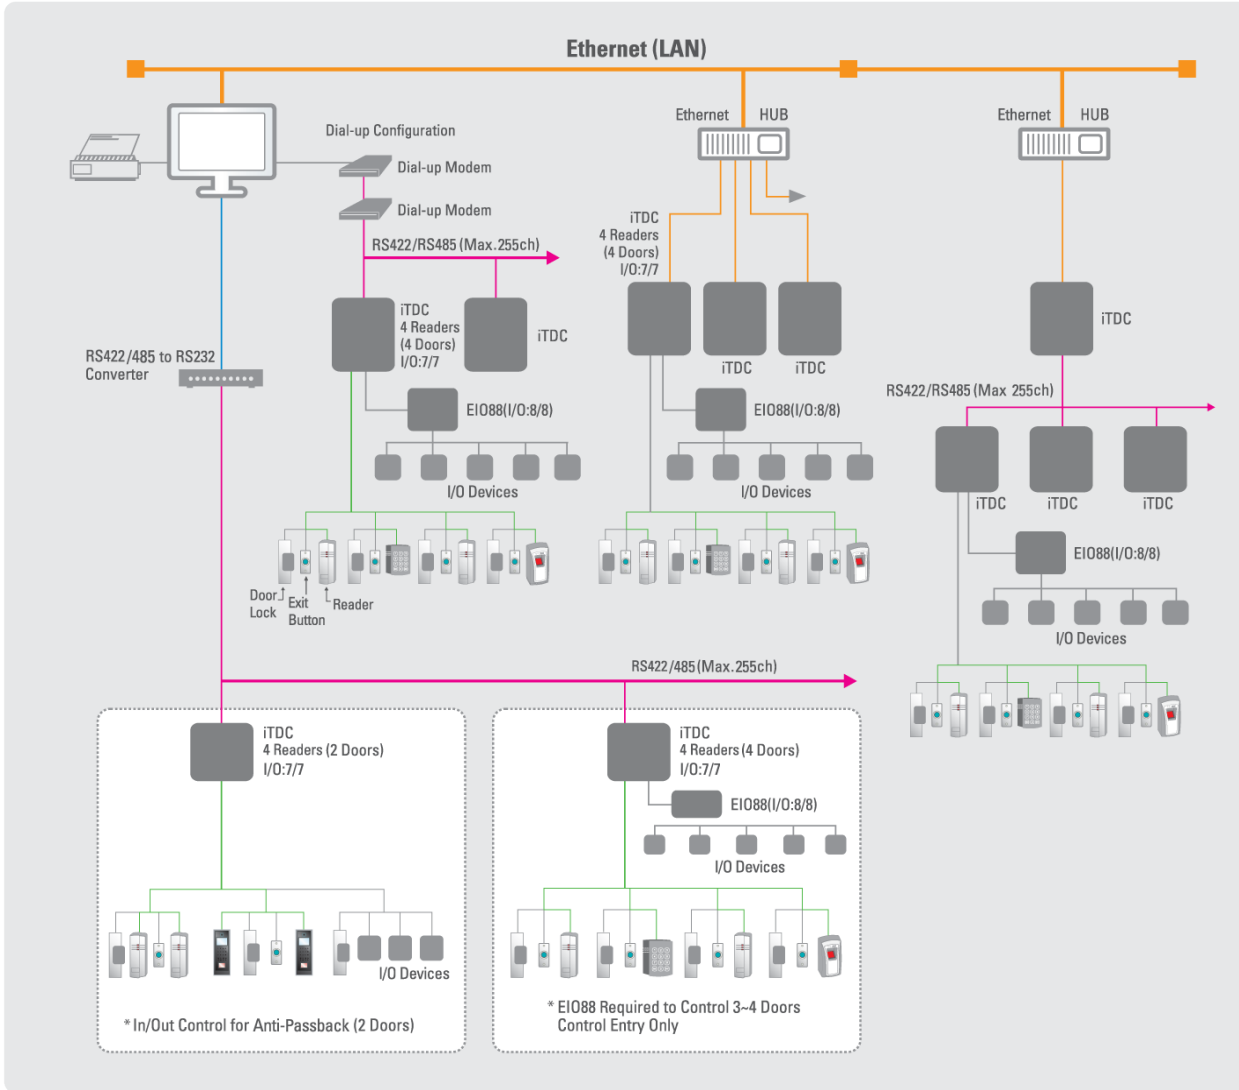 Ethernet (LAN)
Ethernet HUB
Ethernet HUB
Dial-up Configuration
Dial-up Modem
Dial-up Modem
RS422/RS485 (Max.255ch)
iTDC
4 Readers
(4 Doors)
I/O:7/7
iTDC
EIO88(I/O:8/8)
I/O Devices
Door
Lock
Exit
Button
Reader
RS422/485 to RS232
Converter
iTDC
4 Readers
(4 Doors)
I/O:7/7
iTDC
iTDC
EIO88(I/O:8/8)
I/O Devices
iTDC
RS422/RS485 (Max 255ch)
iTDC
iTDC
iTDC
EIO88(I/O:8/8)
I/O Devices
RS422/485 (Max.255ch)
iTDC
4 Readers (2 Doors)
I/O:7/7
I/O Devices
* In/Out Control for Anti-Passback (2 Doors)
iTDC
4 Readers (4 Doors)
I/O:7/7
EIO88(I/O:8/8)
I/O Devices
* EIO88 Required to Control 3~4 Doors
Control Entry Only